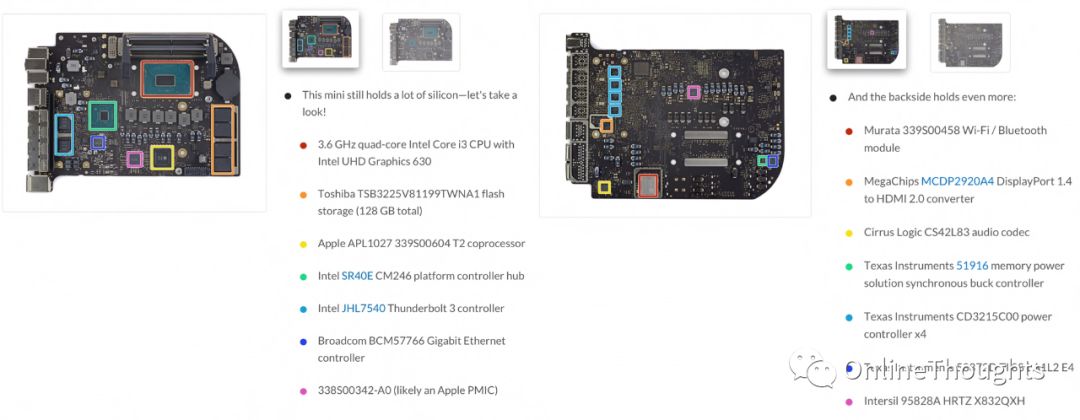 This mini still holds a lot of silicon—let's take a
look!
3.6 GHz quad-core Intel Core i3 CPU with
Intel UHD Graphics 630
Toshiba TSB3225V81199TWNA1 flash
storage (128 GB total)
Apple APL1027 339S00604 T2 coprocessor
Intel SR40E CM246 platform controller hub
Intel JHL7540 Thunderbolt 3 controller
Broadcom BCM57766 Gigabit Ethernet
controller
338S00342-A0 (likely an Apple PMIC)
And the backside holds even more:
Murata 339S00458 Wi-Fi / Bluetooth
module
MegaChips MCDP2920A4 DisplayPort 1.4
to HDMI 2.0 converter
Cirrus Logic CS42L83 audio codec
Texas Instruments 51916 memory power
solution synchronous buck controller
Texas Instruments CD3215C00 power
controller x4
E4
Intersil 95828A HRTZ X832QXH
OnlineThoughts